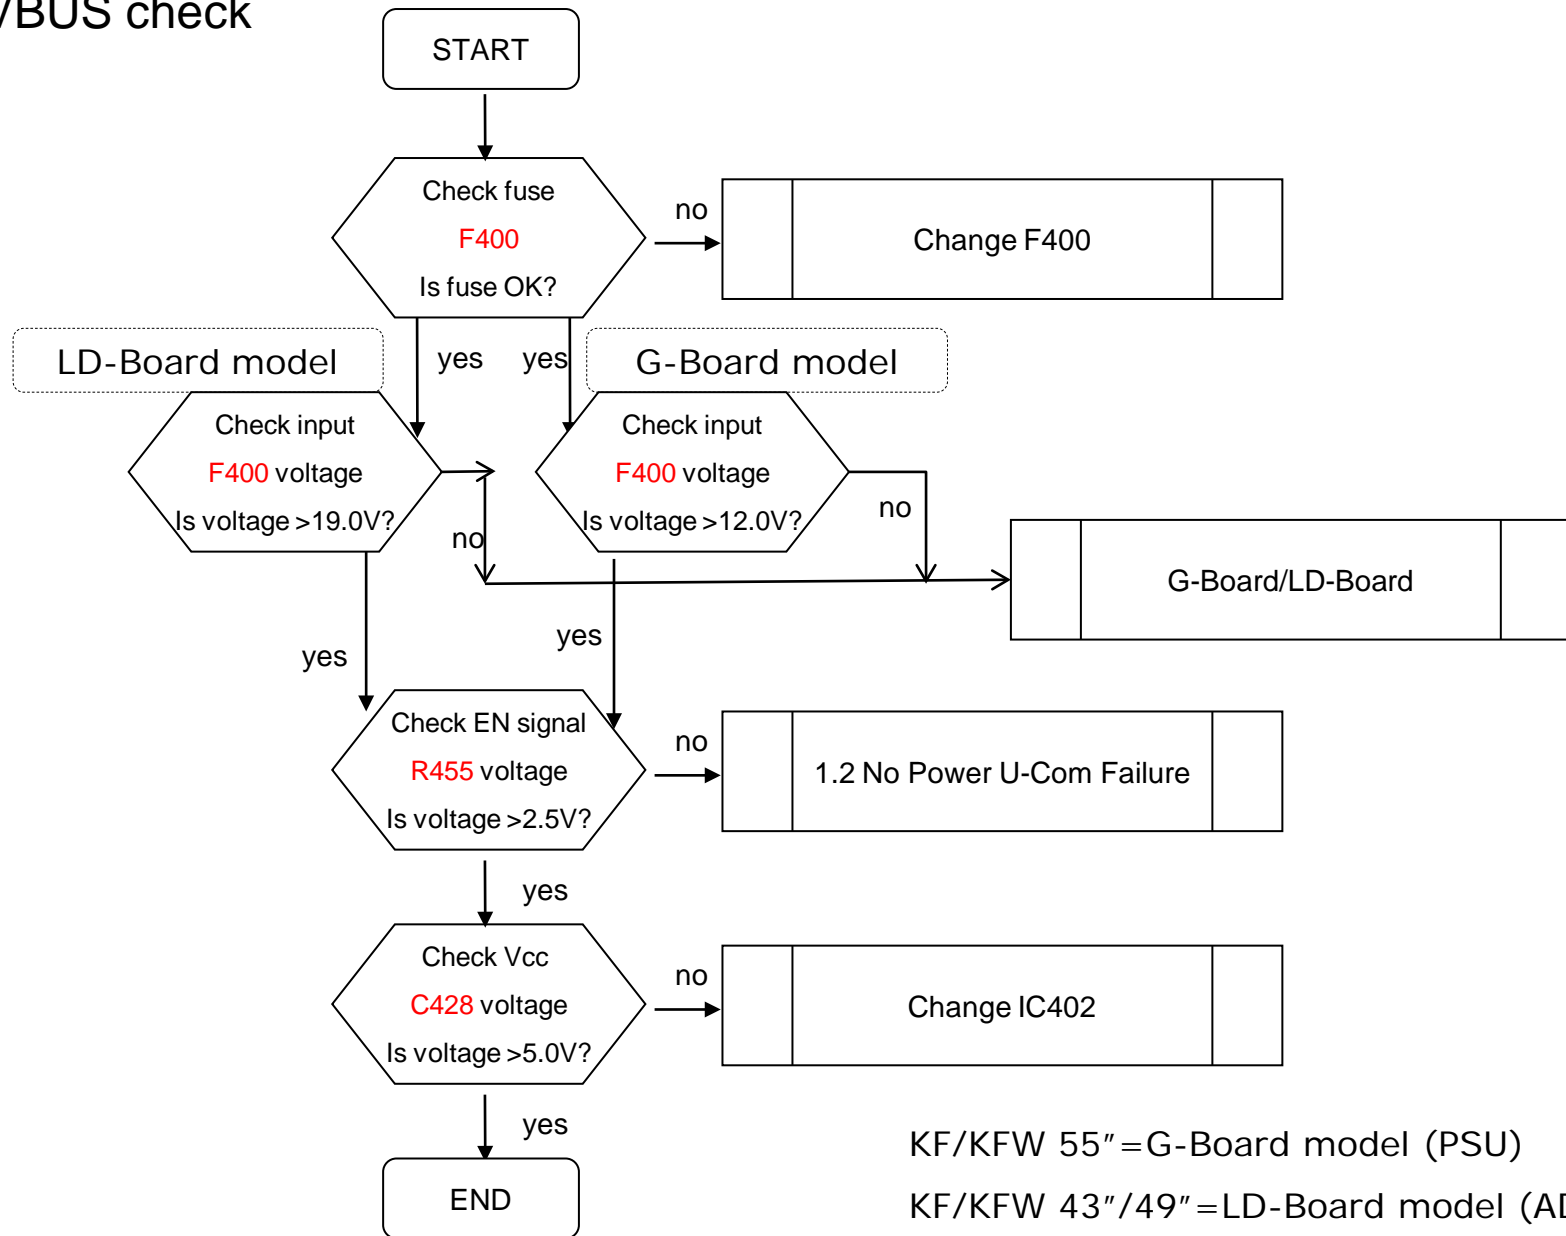 /BUS check
START
Check fuse
F400
Is fuse OK?
no
Change F400
LD-Board model
yes
yes
G-Board model
Check input
F400 voltage
Is voltage >19.0V?
no
Check input
F400 voltage
Is voltage >12.0V?
no
G-Board/LD-Board
yes
yes
Check EN signal
R455 voltage
Is voltage >2.5V?
no
1.2 No Power U-Com Failure
yes
Check Vcc
C428 voltage
Is voltage >5.0V?
no
Change IC402
yes
END
KF/KFW 55″=G-Board model (PSU)
KF/KFW 43″/49″=LD-Board model